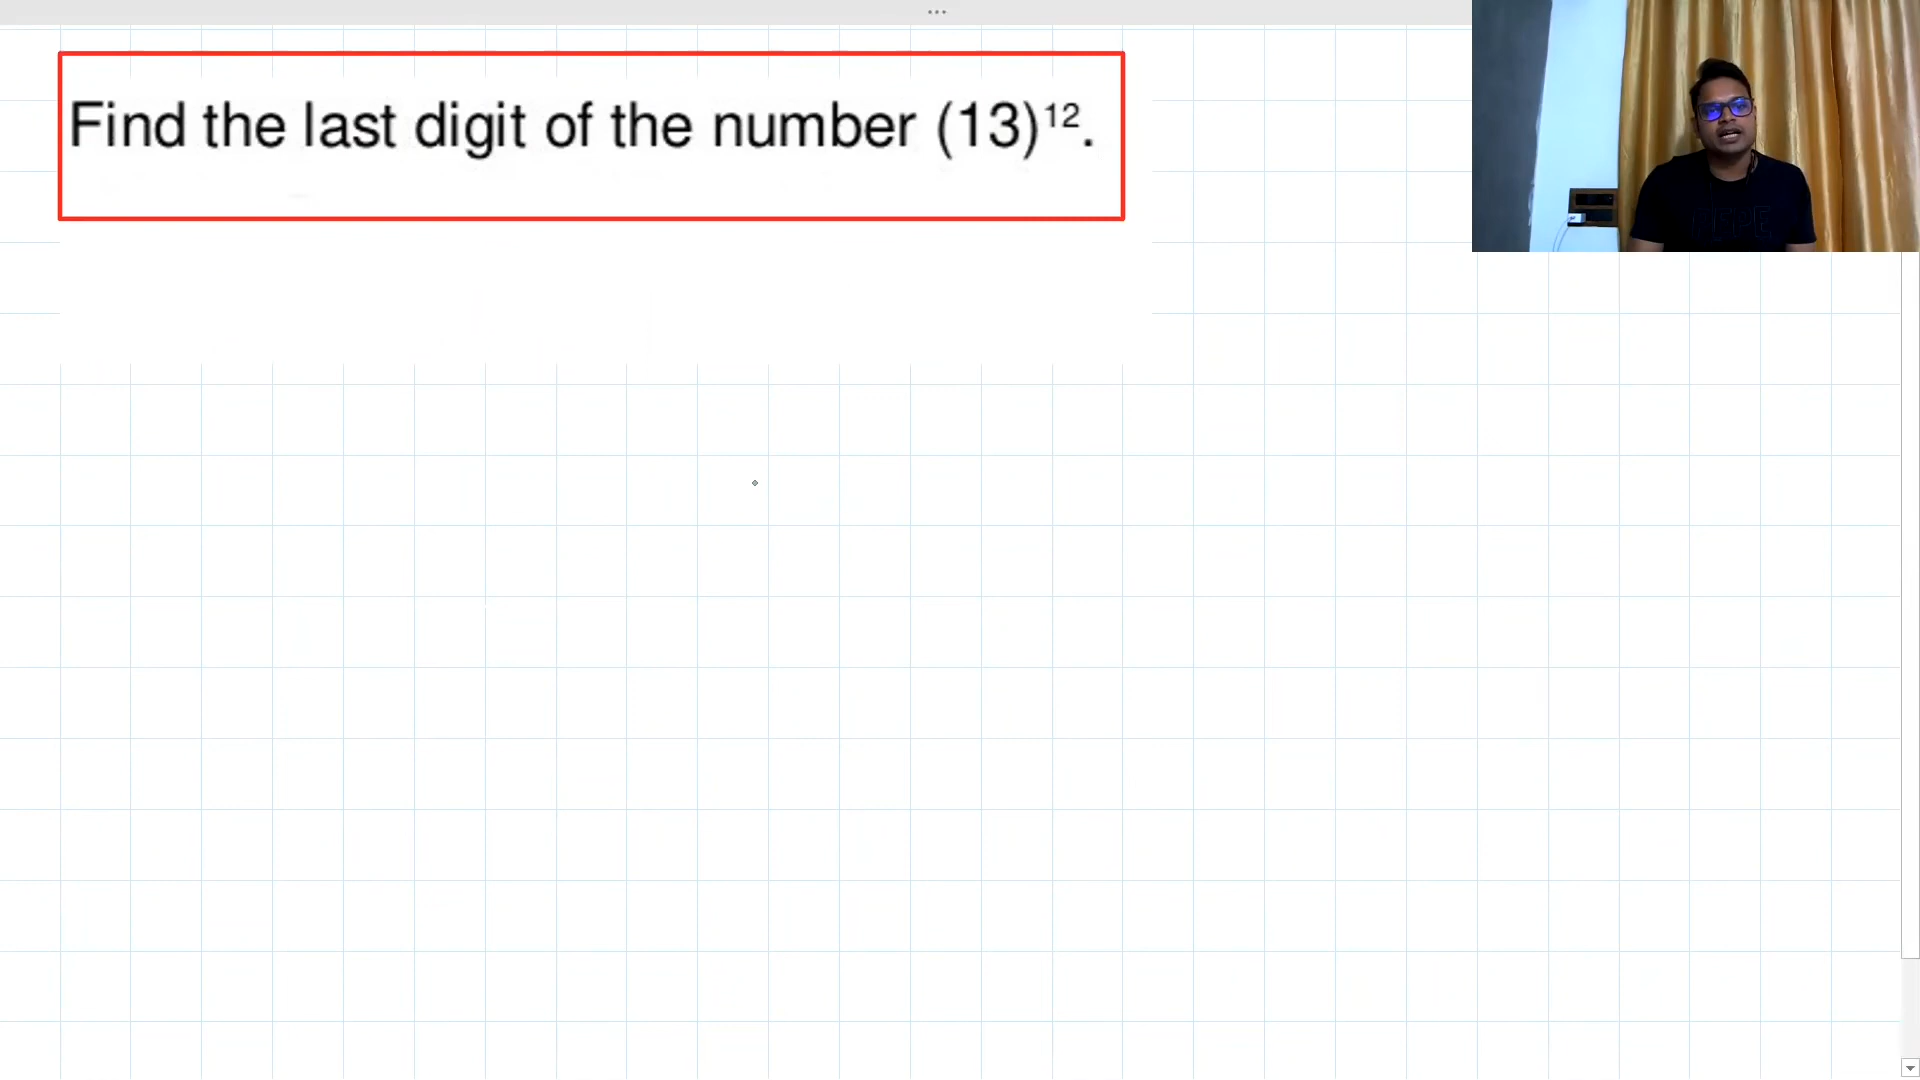 Find the last digit of the number (13)¹².